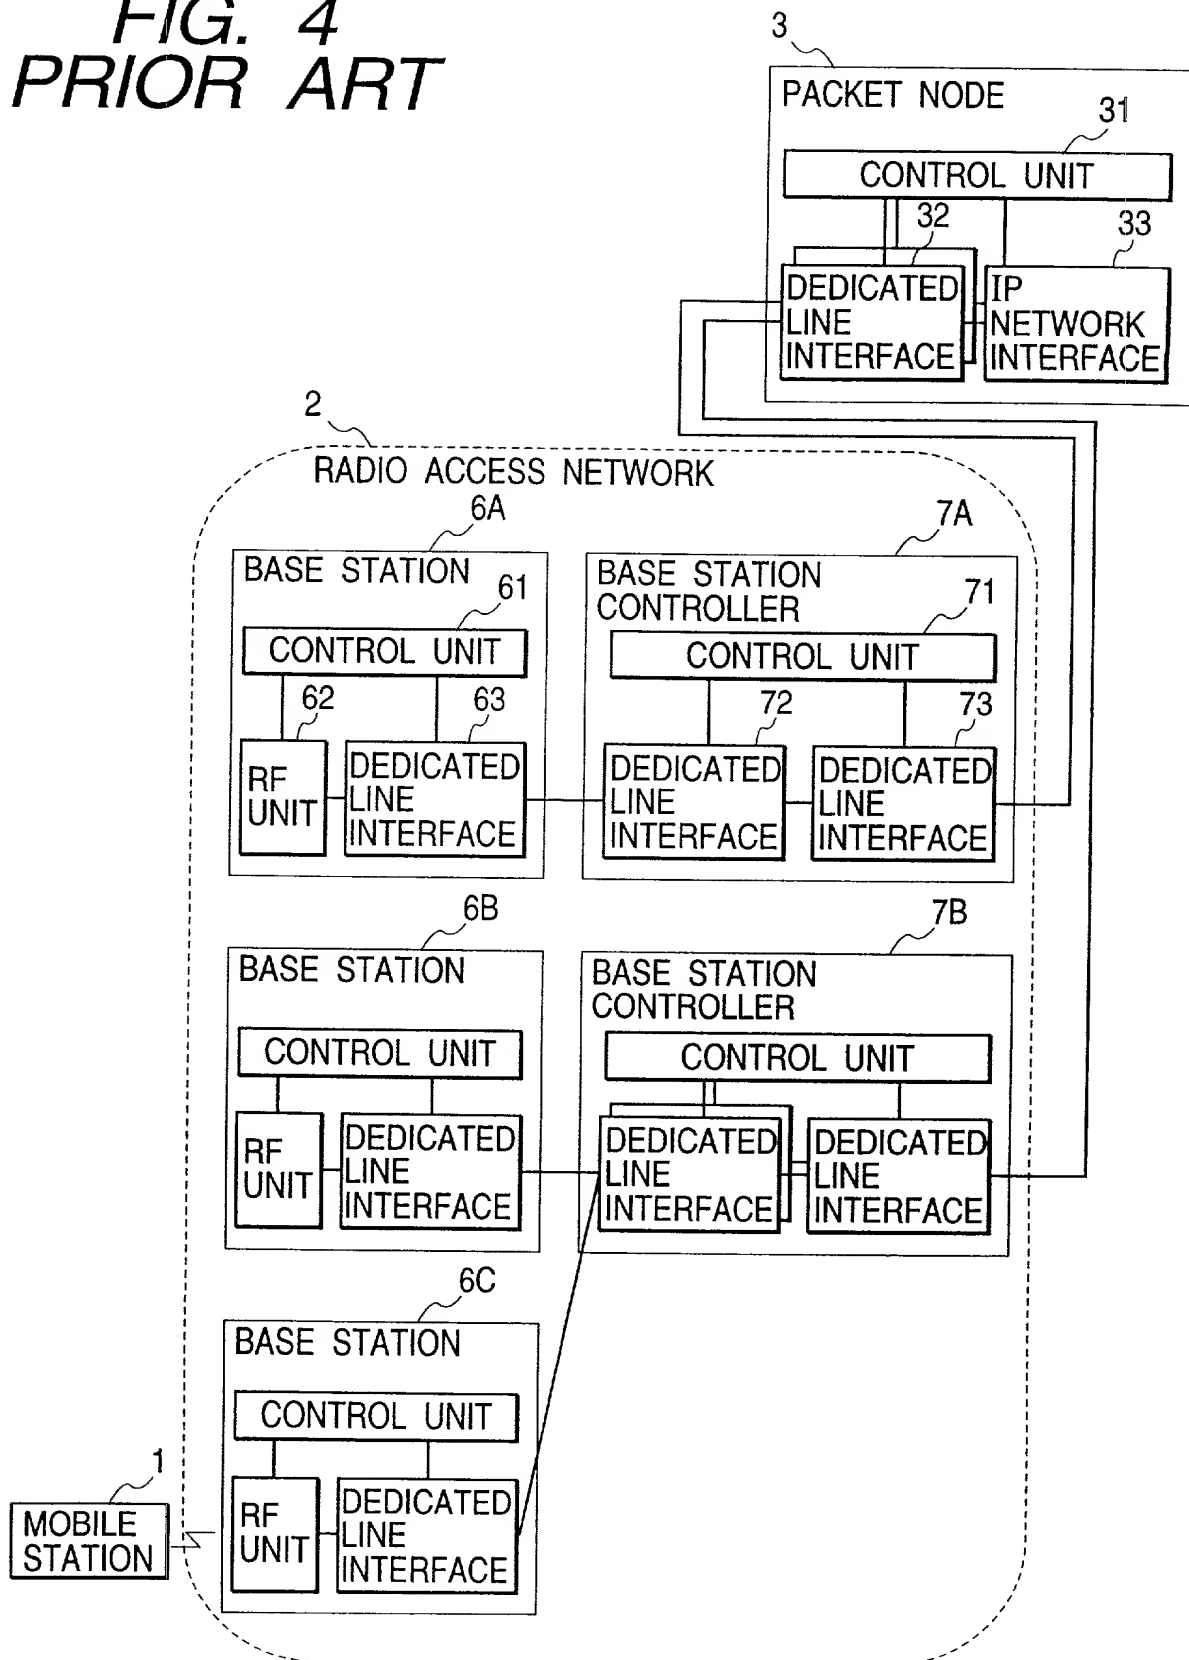 FIG. 4
PRIOR ART
3
PACKET NODE
31
CONTROL UNIT
32
33
DEDICATED
LINE
INTERFACE
IP
NETWORK
INTERFACE
2
RADIO ACCESS NETWORK
6A
BASE STATION
61
CONTROL UNIT
62
63
RF
UNIT
DEDICATED
LINE
INTERFACE
7A
BASE STATION
CONTROLLER
71
CONTROL UNIT
72
73
DEDICATED
LINE
INTERFACE
DEDICATED
LINE
INTERFACE
6B
BASE STATION
CONTROL UNIT
RF
UNIT
DEDICATED
LINE
INTERFACE
7B
BASE STATION
CONTROLLER
CONTROL UNIT
DEDICATED
LINE
INTERFACE
DEDICATED
LINE
INTERFACE
6C
BASE STATION
CONTROL UNIT
RF
UNIT
DEDICATED
LINE
INTERFACE
1
MOBILE
STATION